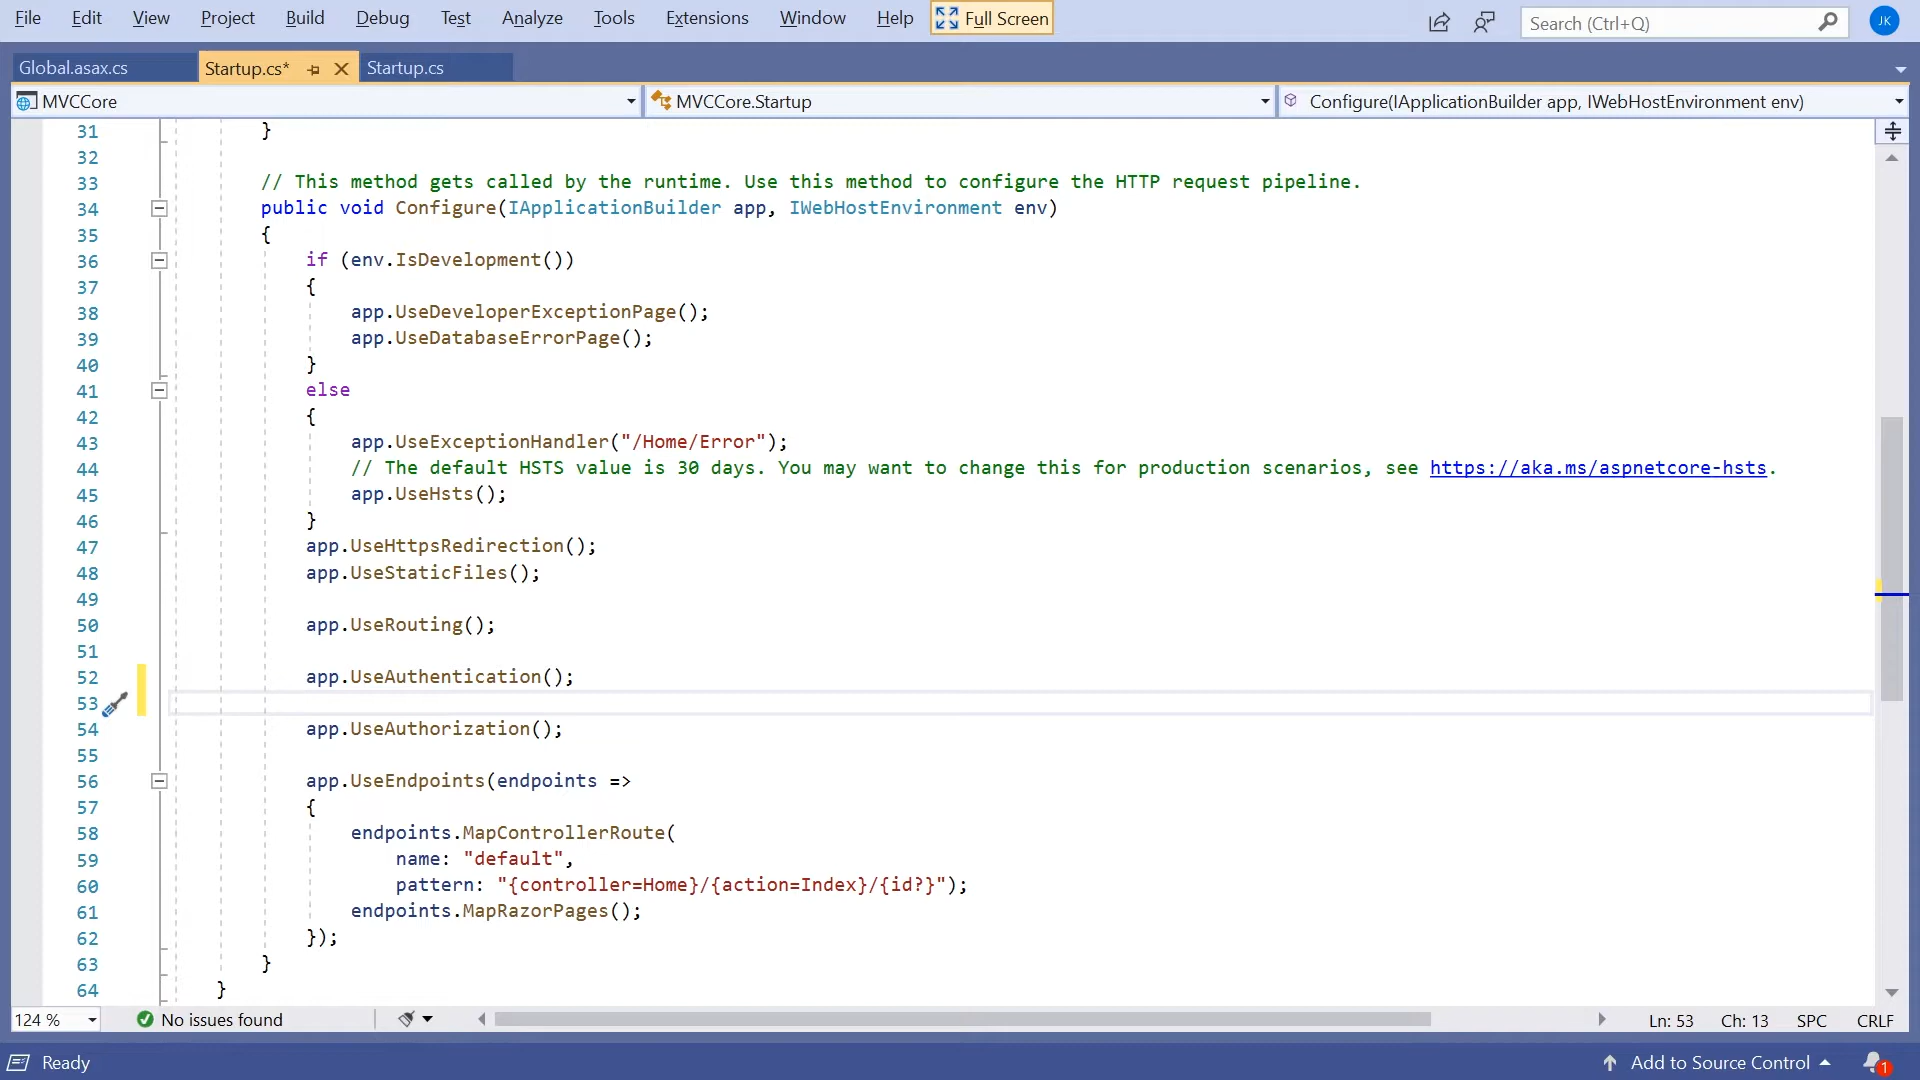 File Edit View Project Build Debug Test Analyze Tools Extensions Window Help Full Screen Search (Ctrl+Q) JK
Global.asax.cs Startup.cs* Startup.cs
MVCCore MVCCore.Startup Configure(IApplicationBuilder app, IWebHostEnvironment env)
31 }
32
33 // This method gets called by the runtime. Use this method to configure the HTTP request pipeline.
34 public void Configure(IApplicationBuilder app, IWebHostEnvironment env)
35 {
36 if (env.IsDevelopment())
37 {
38 app.UseDeveloperExceptionPage();
39 app.UseDatabaseErrorPage();
40 }
41 else
42 {
43 app.UseExceptionHandler("/Home/Error");
44 // The default HSTS value is 30 days. You may want to change this for production scenarios, see https://aka.ms/aspnetcore-hsts.
45 app.UseHsts();
46 }
47 app.UseHttpsRedirection();
48 app.UseStaticFiles();
49
50 app.UseRouting();
51
52 app.UseAuthentication();
53
54 app.UseAuthorization();
55
56 app.UseEndpoints(endpoints =>
57 {
58 endpoints.MapControllerRoute(
59 name: "default",
60 pattern: "{controller=Home}/{action=Index}/{id?}");
61 endpoints.MapRazorPages();
62 });
63 }
64 }
124 % No issues found Ln: 53 Ch: 13 SPC CRLF
Ready Add to Source Control 1